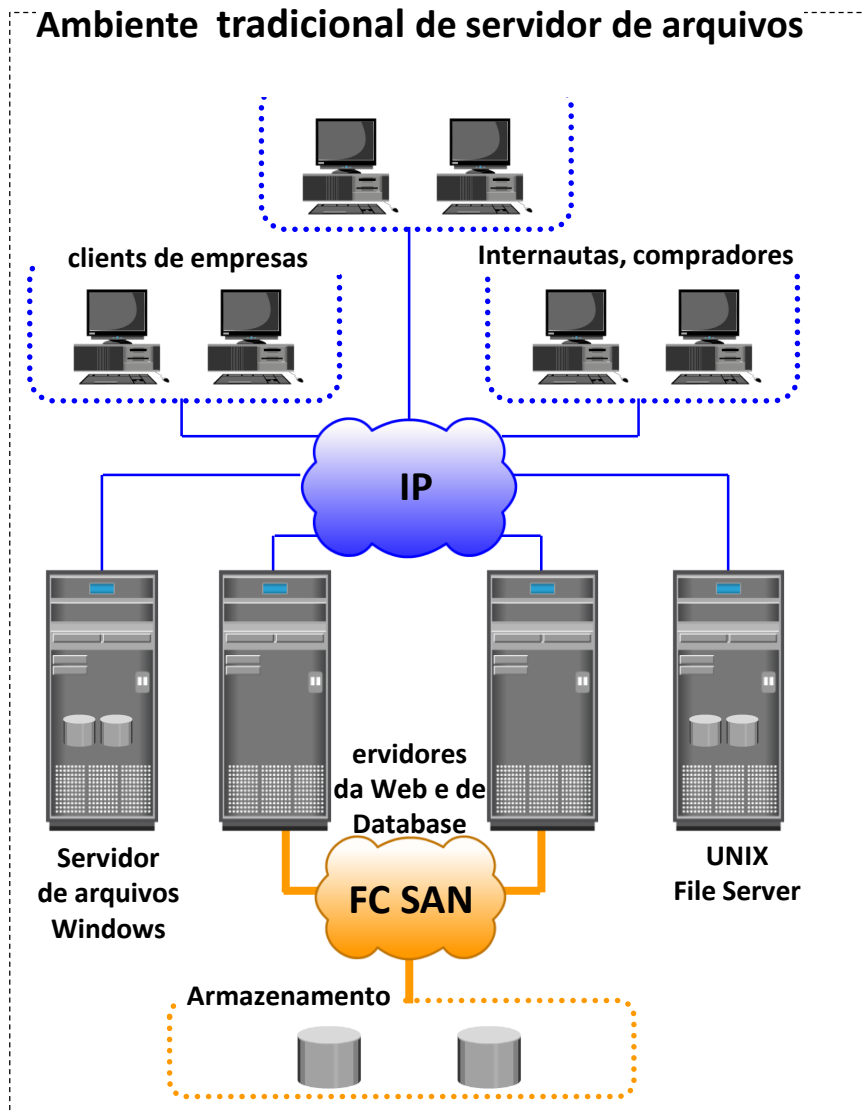 Ambiente tradicional de servidor de arquivos
clients de empresas
Internautas, compradores
IP
ervidores
da Web e de
Database
Servidor
de arquivos
Windows
UNIX
File Server
FC SAN
Armazenamento